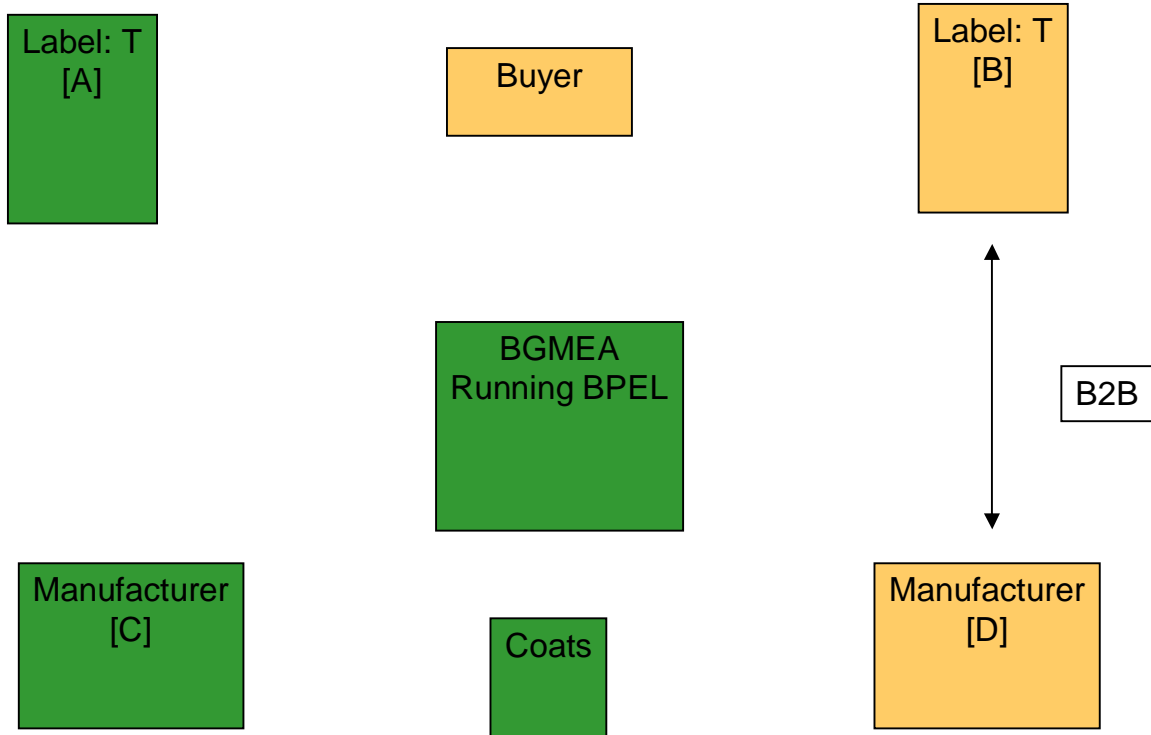 Label: T
[A]
Buyer
Label: T
[B]
BGMEA
Running BPEL
B2B
Manufacturer
[C]
Coats
Manufacturer
[D]